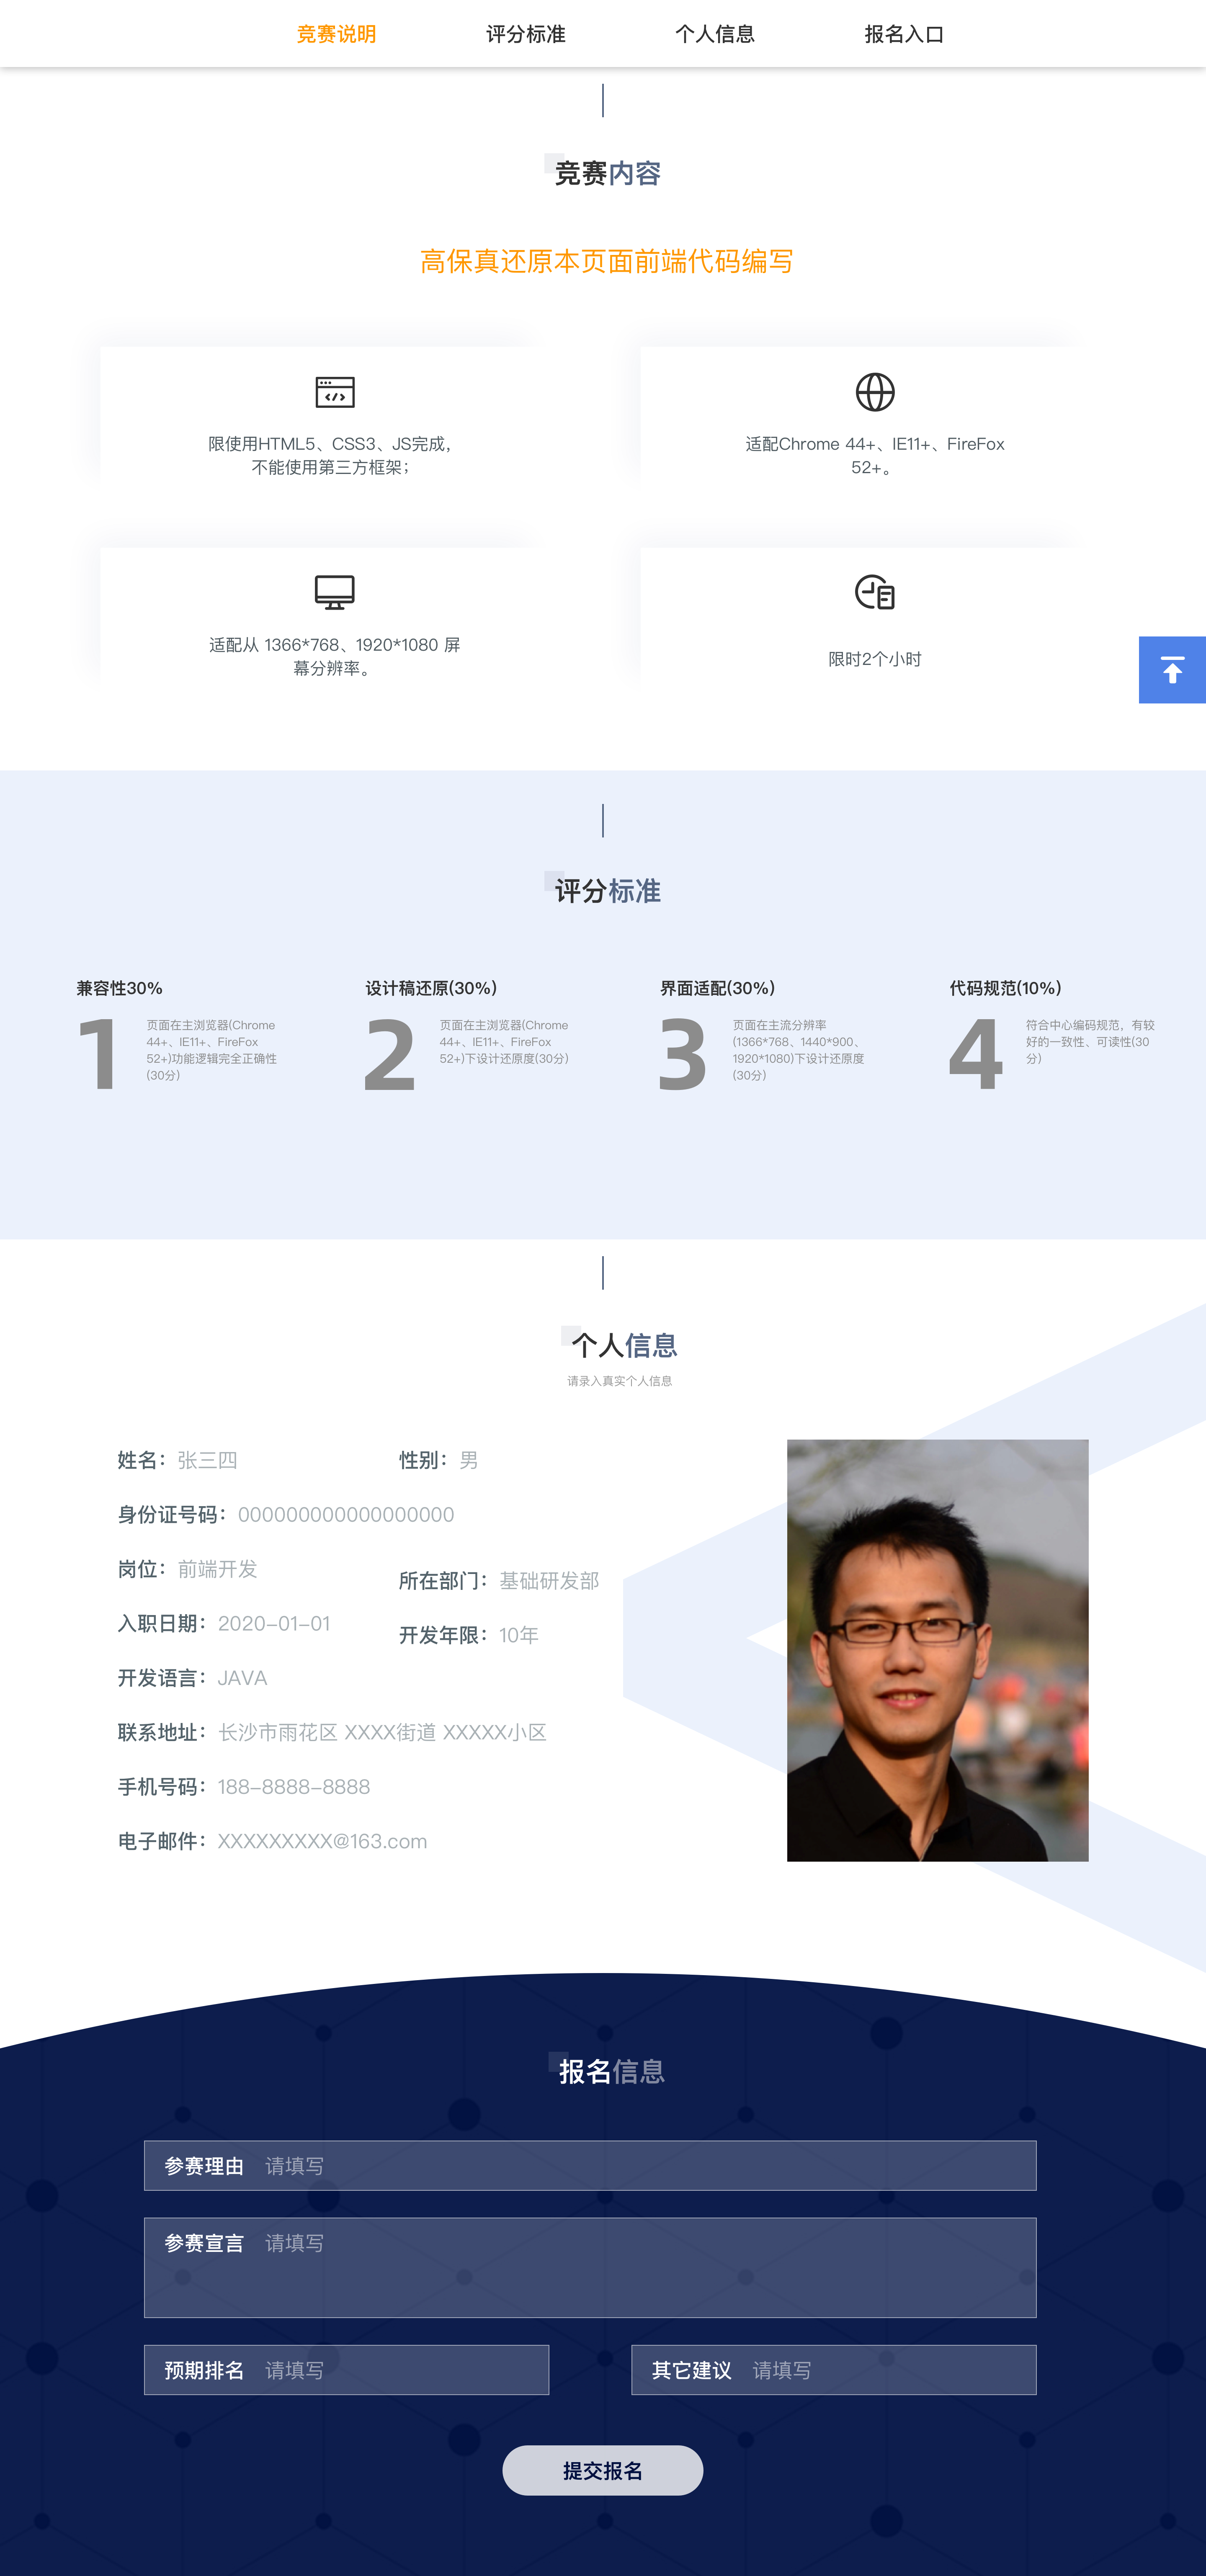 竞赛说明 评分标准 个人信息 报名入口
竞赛内容
高保真还原本页面前端代码编写
限使用HTML5、CSS3、JS完成，
不能使用第三方框架；
适配Chrome 44+、IE11+、FireFox
52+。
适配从 1366*768、1920*1080 屏
幕分辨率。
限时2个小时
评分标准
兼容性30%
1
页面在主浏览器(Chrome
44+、IE11+、FireFox
52+)功能逻辑完全正确性
(30分)
设计稿还原(30%)
2
页面在主浏览器(Chrome
44+、IE11+、FireFox
52+)下设计还原度(30分)
界面适配(30%)
3
页面在主流分辨率
(1366*768、1440*900、
1920*1080)下设计还原度
(30分)
代码规范(10%)
4
符合中心编码规范，有较
好的一致性、可读性(30
分)
个人信息
请录入真实个人信息
姓名：张三四
性别：男
身份证号码：000000000000000000
岗位：前端开发
所在部门：基础研发部
入职日期：2020-01-01
开发年限：10年
开发语言：JAVA
联系地址：长沙市雨花区 XXXX街道 XXXXX小区
手机号码：188-8888-8888
电子邮件：XXXXXXXXX@163.com
报名信息
参赛理由 请填写
参赛宣言 请填写
预期排名 请填写
其它建议 请填写
提交报名